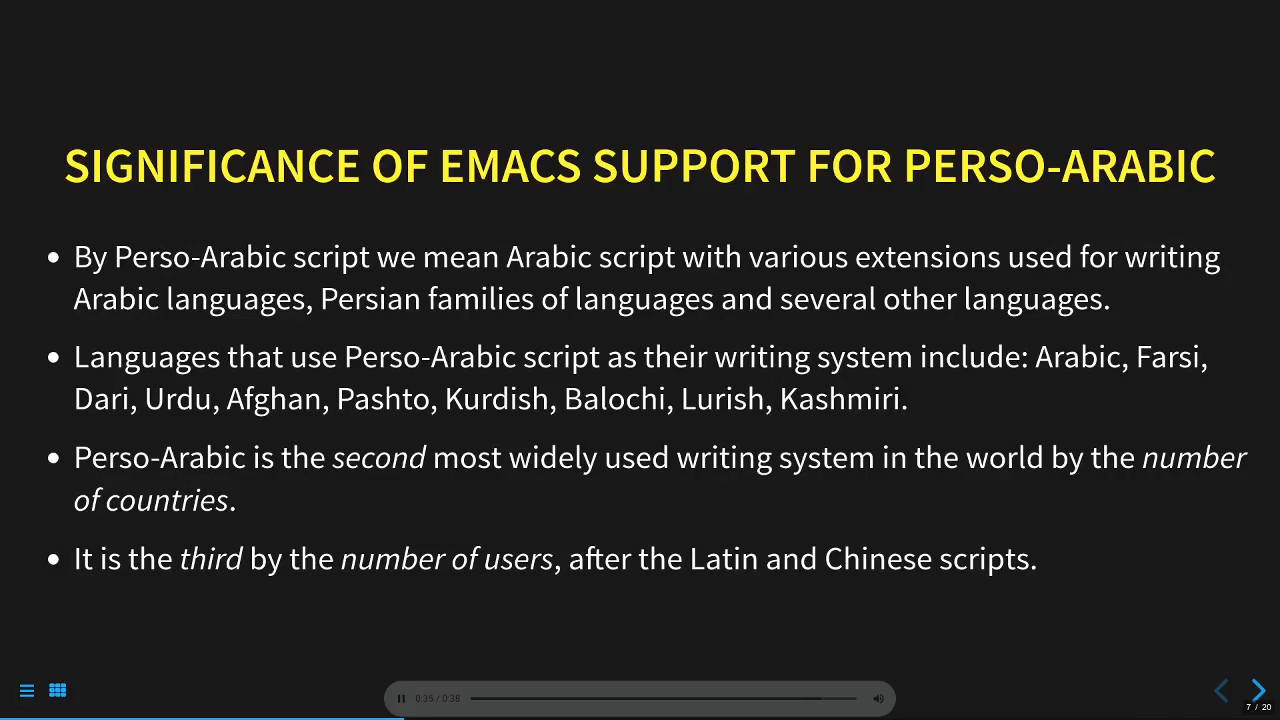 SIGNIFICANCE OF EMACS SUPPORT FOR PERSO-ARABIC
• By Perso-Arabic script we mean Arabic script with various extensions used for writing
Arabic languages, Persian families of languages and several other languages.
• Languages that use Perso-Arabic script as their writing system include: Arabic, Farsi,
Dari, Urdu, Afghan, Pashto, Kurdish, Balochi, Lurish, Kashmiri.
• Perso-Arabic is the second most widely used writing system in the world by the number
of countries.
• It is the third by the number of users, after the Latin and Chinese scripts.
0:35 / 0:38
7 / 20